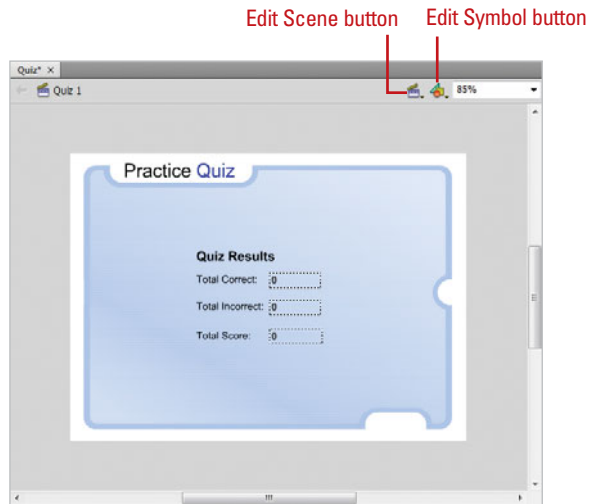 Edit Scene button Edit Symbol button
Quiz* ×
Quiz 1 85%
Practice Quiz
Quiz Results
Total Correct: 0
Total Incorrect: 0
Total Score: 0